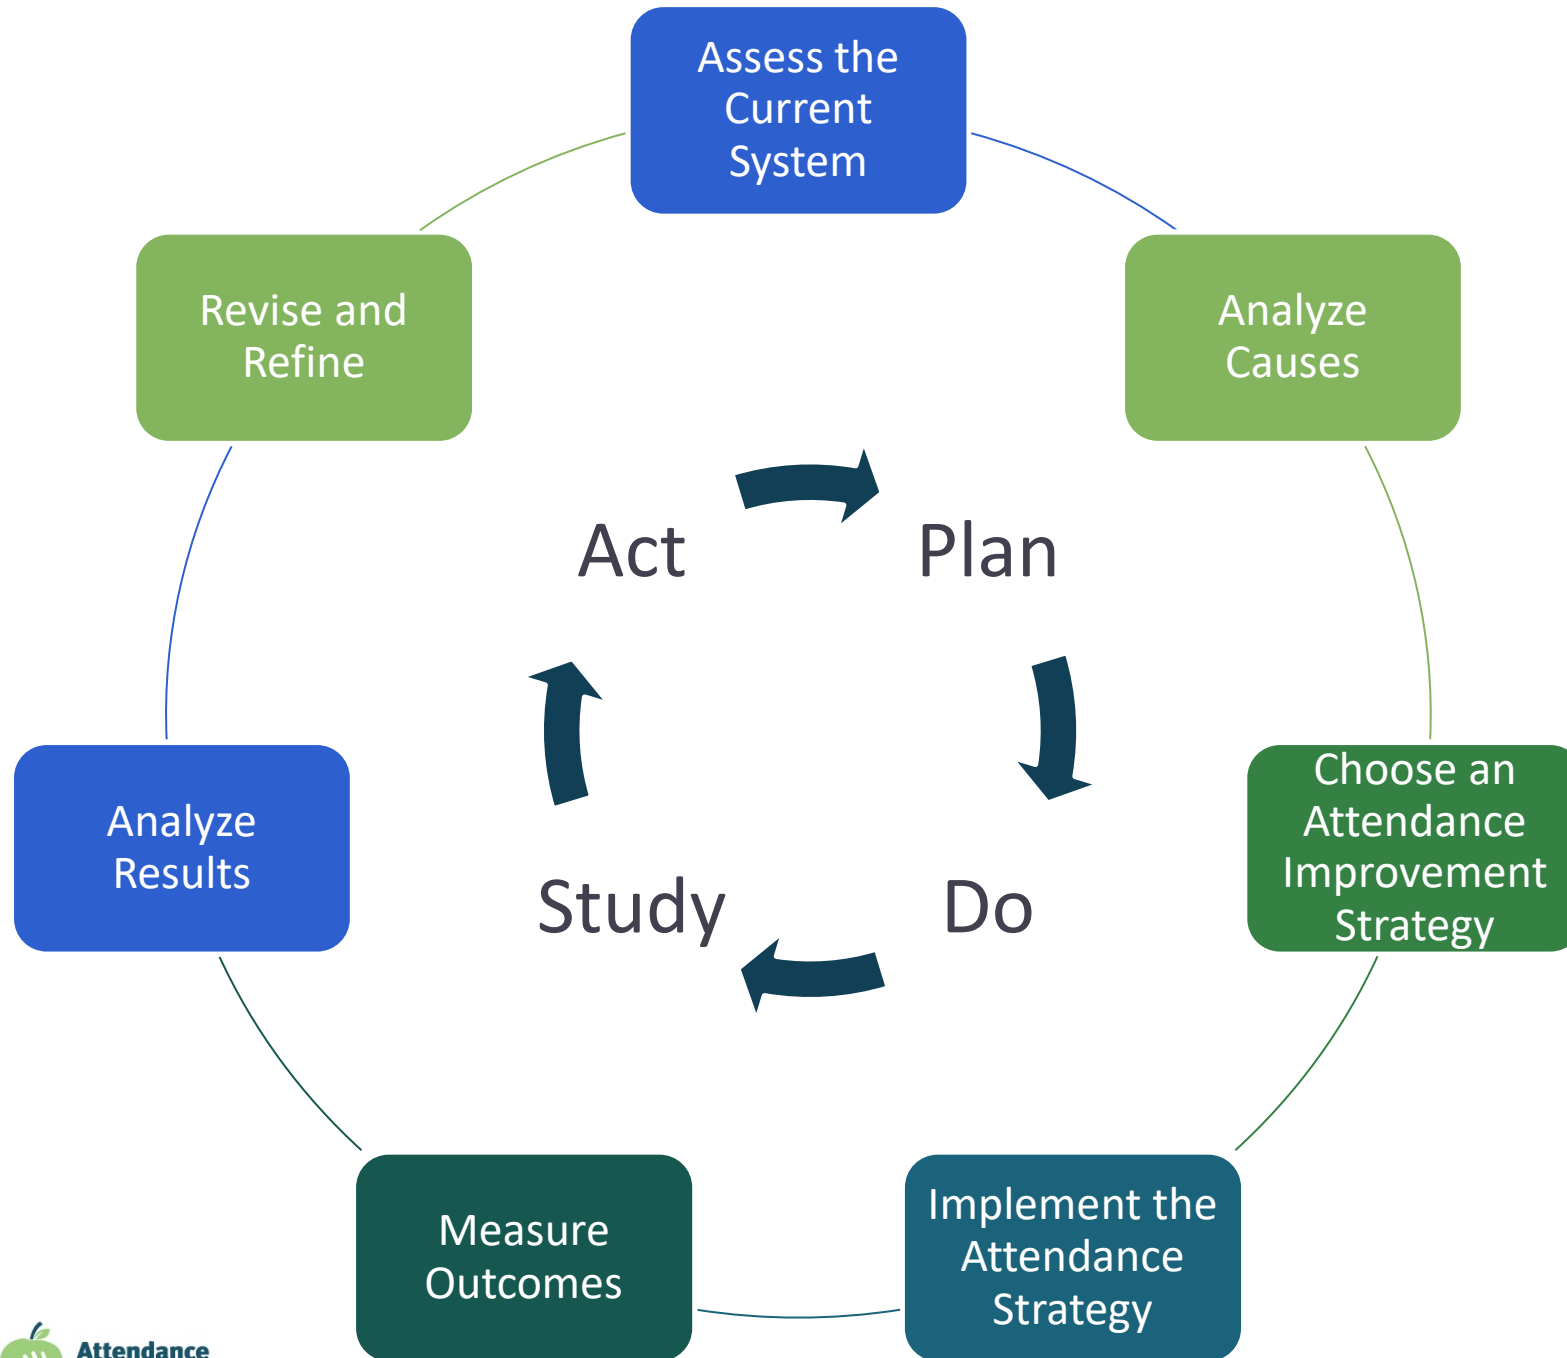 Assess the
Current
System
Analyze
Causes
Choose an
Attendance
Improvement
Strategy
Implement the
Attendance
Strategy
Measure
Outcomes
Analyze
Results
Revise and
Refine
Act
Plan
Study
Do
Attendance